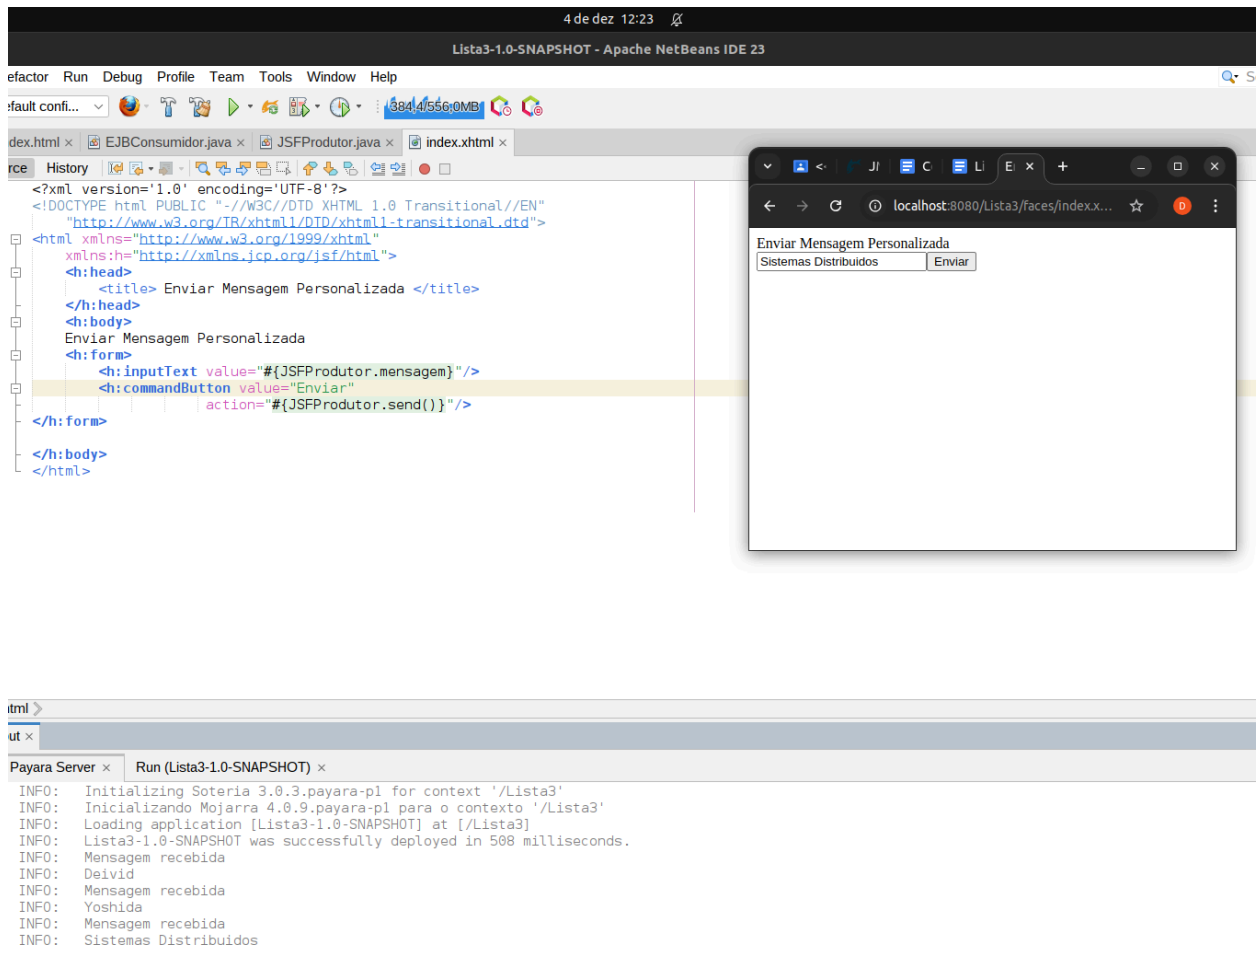 4 de dez 12:23
Lista3-1.0-SNAPSHOT - Apache NetBeans IDE 23
efactor Run Debug Profile Team Tools Window Help
efault confi... 384,4/556,0MB
dex.html × EJBConsumidor.java × JSFProdutor.java × index.xhtml ×
rce History
<?xml version='1.0' encoding='UTF-8'?>
<!DOCTYPE html PUBLIC "-//W3C//DTD XHTML 1.0 Transitional//EN"
"http://www.w3.org/TR/xhtml1/DTD/xhtml1-transitional.dtd">
<html xmlns="http://www.w3.org/1999/xhtml"
xmlns:h="http://xmlns.jcp.org/jsf/html">
<h:head>
<title> Enviar Mensagem Personalizada </title>
</h:head>
<h:body>
Enviar Mensagem Personalizada
<h:form>
<h:inputText value="#{JSFProdutor.mensagem}"/>
<h:commandButton value="Enviar"
action="#{JSFProdutor.send()}"/>
</h:form>
</h:body>
</html>
localhost:8080/Lista3/faces/index.x... D
Enviar Mensagem Personalizada
Sistemas Distribuidos Enviar
Payara Server × Run (Lista3-1.0-SNAPSHOT) ×
INFO: Initializing Soteria 3.0.3.payara-p1 for context '/Lista3'
INFO: Inicializando Mojarra 4.0.9.payara-p1 para o contexto '/Lista3'
INFO: Loading application [Lista3-1.0-SNAPSHOT] at [/Lista3]
INFO: Lista3-1.0-SNAPSHOT was successfully deployed in 508 milliseconds.
INFO: Mensagem recebida
INFO: Deivid
INFO: Mensagem recebida
INFO: Yoshida
INFO: Mensagem recebida
INFO: Sistemas Distribuidos